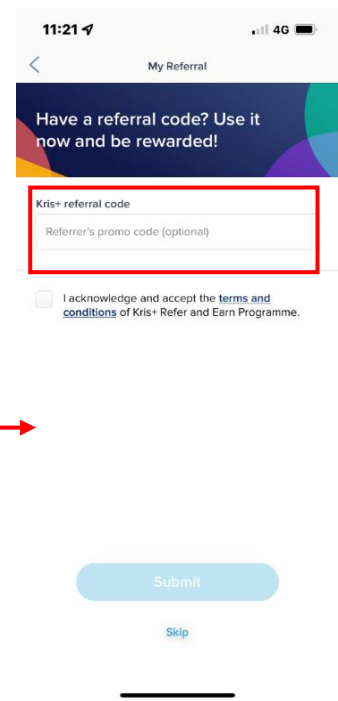 11:21 4G
My Referral
Have a referral code? Use it
now and be rewarded!
Kris+ referral code
Referrer's promo code (optional)
I acknowledge and accept the terms and
conditions of Kris+ Refer and Earn Programme.
Submit
Skip